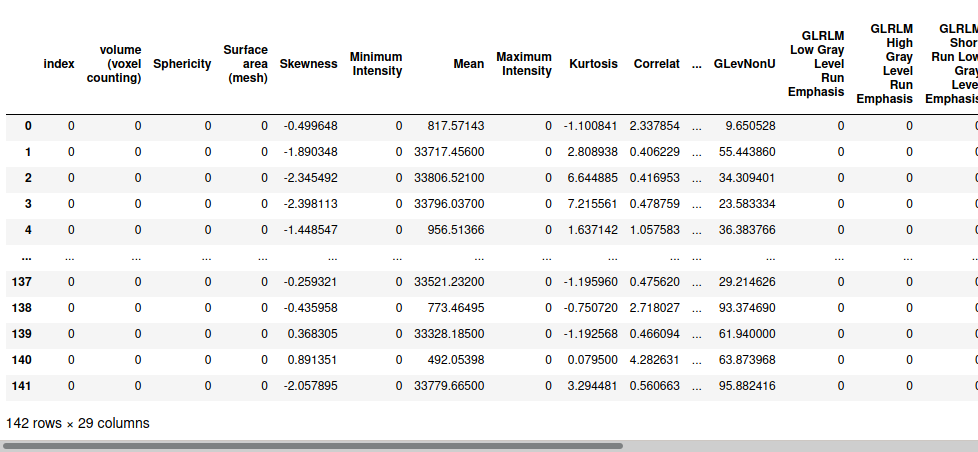 index volume (voxel counting) Sphericity Surface area (mesh) Skewness Minimum Intensity Mean Maximum Intensity Kurtosis Correlat ... GLevNonU GLRLM Low Gray Level Run Emphasis GLRLM High Gray Level Run Emphasis GLRLM Short Run Low Gray Level Emphasis
0 0 0 0 0 -0.499648 0 817.57143 0 -1.100841 2.337854 ... 9.650528 0 0 0
1 0 0 0 0 -1.890348 0 33717.45600 0 2.808938 0.406229 ... 55.443860 0 0 0
2 0 0 0 0 -2.345492 0 33806.52100 0 6.644885 0.416953 ... 34.309401 0 0 0
3 0 0 0 0 -2.398113 0 33796.03700 0 7.215561 0.478759 ... 23.583334 0 0 0
4 0 0 0 0 -1.448547 0 956.51366 0 1.637142 1.057583 ... 36.383766 0 0 0
... ... ... ... ... ... ... ... ... ... ... ... ... ... ... ...
137 0 0 0 0 -0.259321 0 33521.23200 0 -1.195960 0.475620 ... 29.214626 0 0 0
138 0 0 0 0 -0.435958 0 773.46495 0 -0.750720 2.718027 ... 93.374690 0 0 0
139 0 0 0 0 0.368305 0 33328.18500 0 -1.192568 0.466094 ... 61.940000 0 0 0
140 0 0 0 0 0.891351 0 492.05398 0 0.079500 4.282631 ... 63.873968 0 0 0
141 0 0 0 0 -2.057895 0 33779.66500 0 3.294481 0.560663 ... 95.882416 0 0 0
142 rows × 29 columns